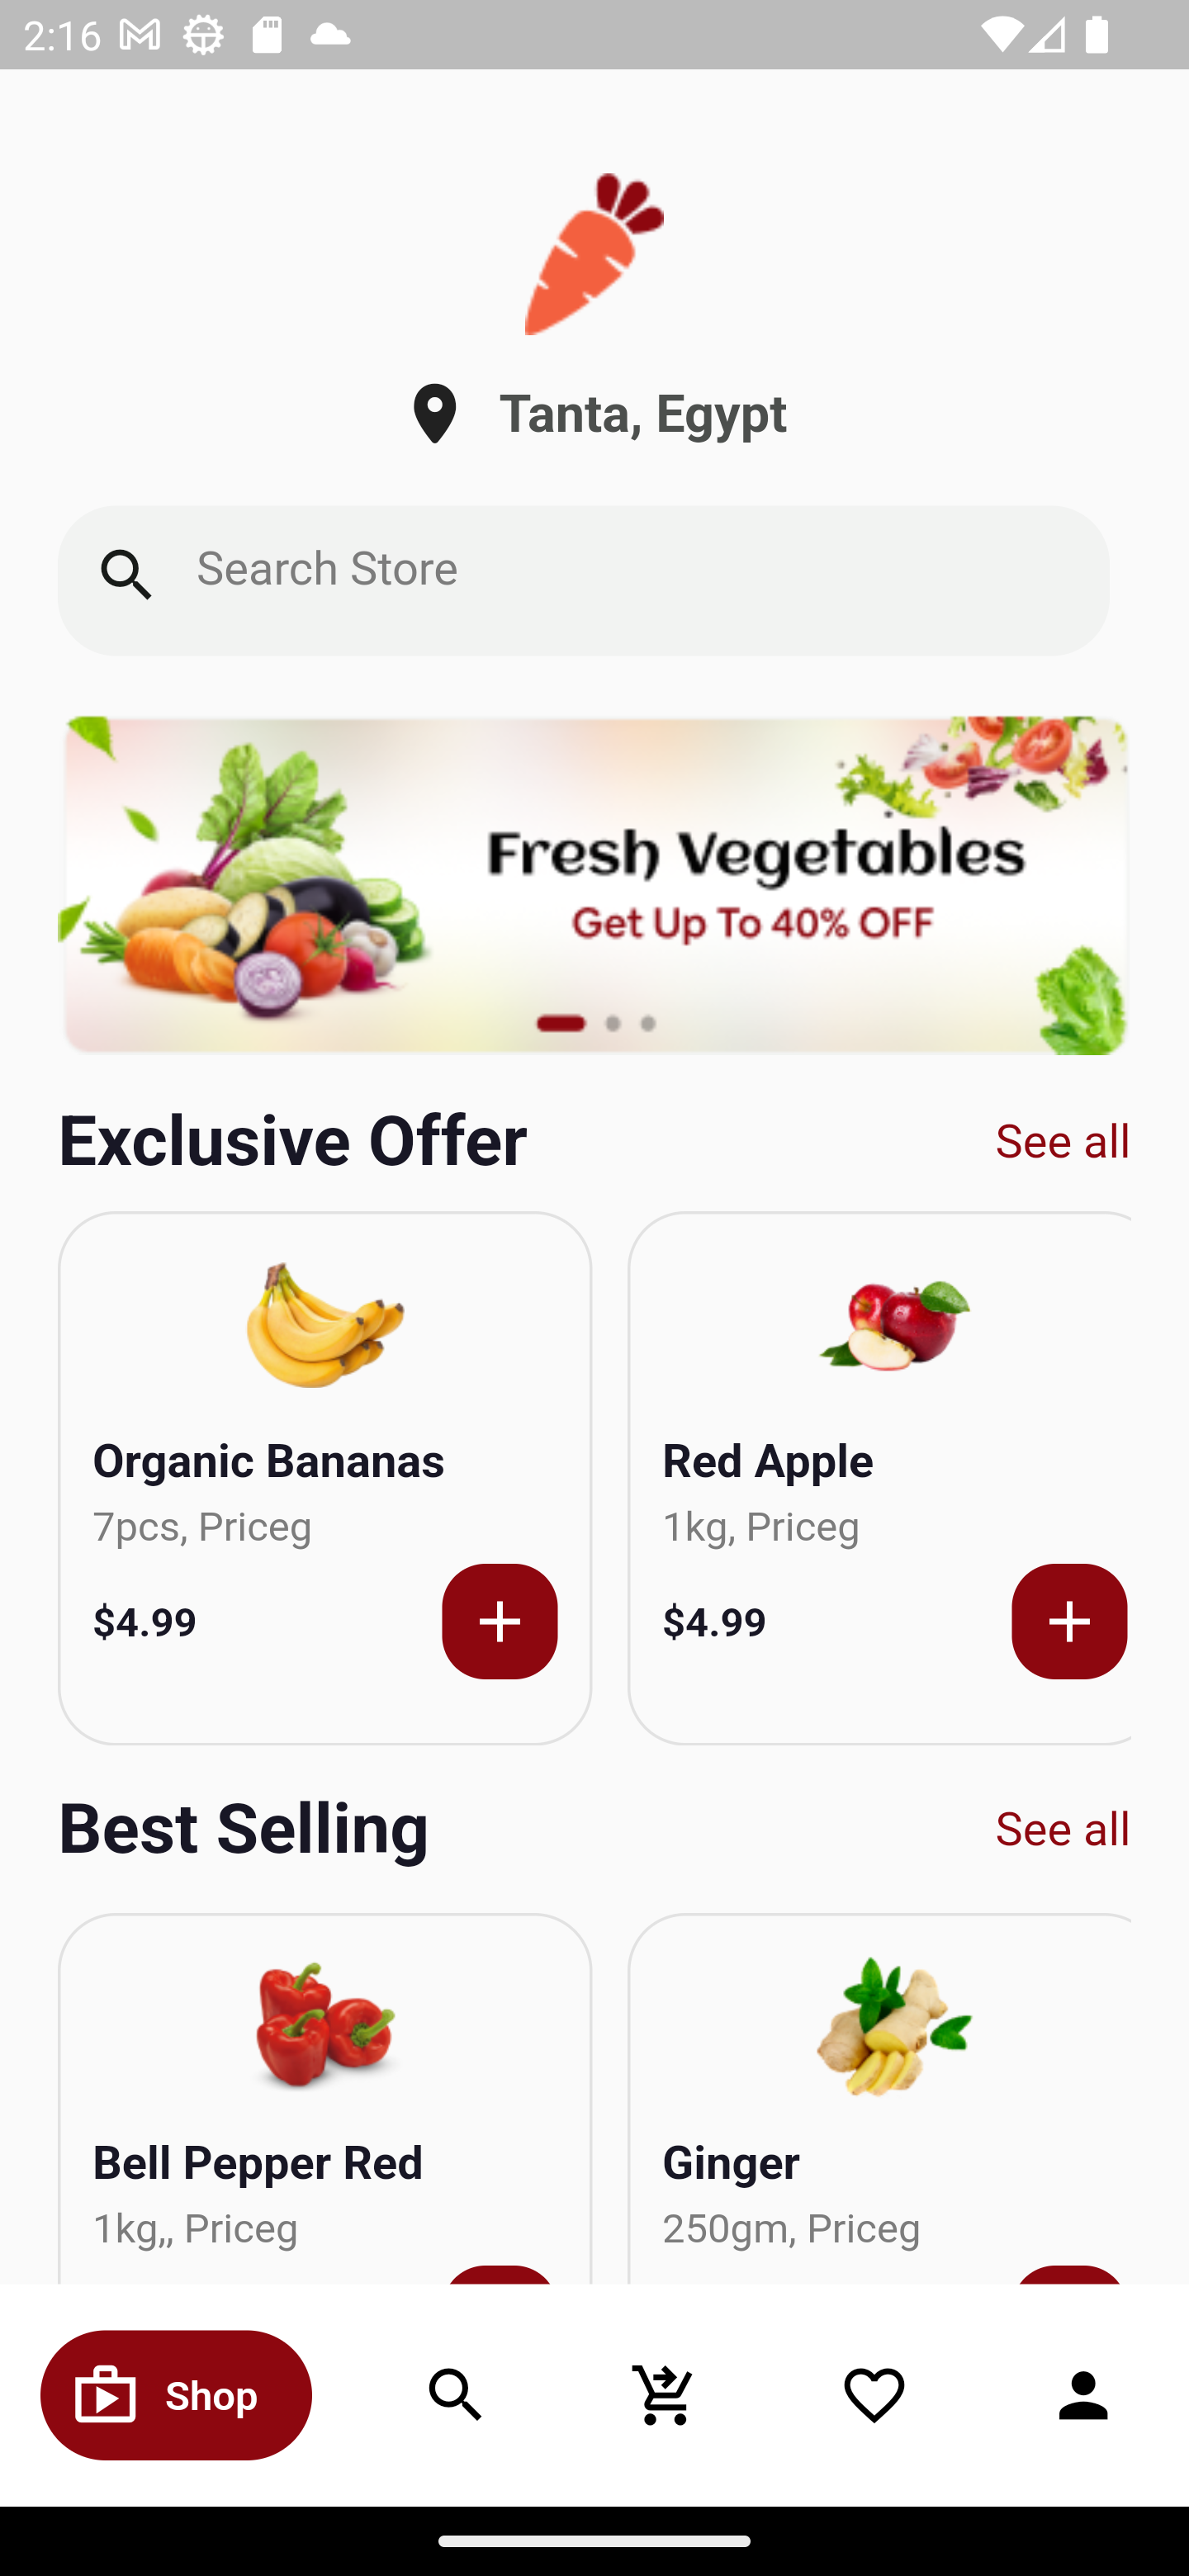 2:16
Tanta, Egypt
Search Store
Fresh Vegetables
Get Up To 40% OFF
Exclusive Offer
See all
Organic Bananas
7pcs, Priceg
$4.99
Red Apple
1kg, Priceg
$4.99
Best Selling
See all
Bell Pepper Red
1kg,, Priceg
Ginger
250gm, Priceg
Shop